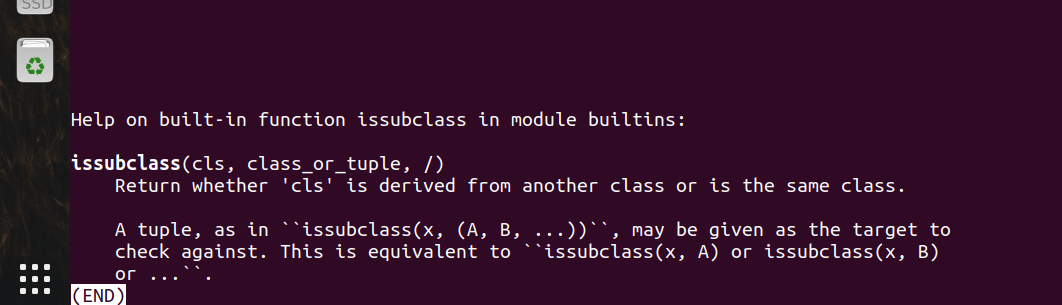 SSD
Help on built-in function issubclass in module builtins:
issubclass(cls, class_or_tuple, /)
Return whether 'cls' is derived from another class or is the same class.
A tuple, as in ``issubclass(x, (A, B, ...))``, may be given as the target to
check against. This is equivalent to ``issubclass(x, A) or issubclass(x, B)
or ...``.
(END)